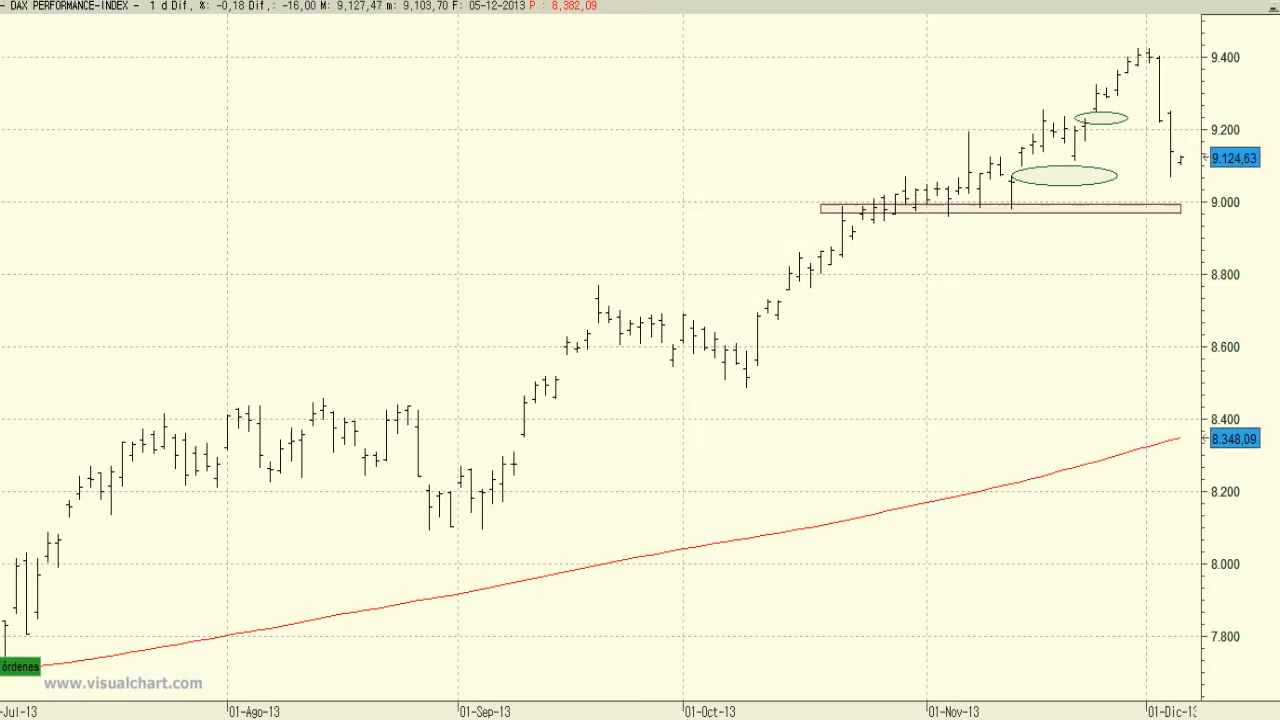 - DAX PERFORMANCE-INDEX - 1 d Dif. %: -0,18 Dif.: -16,00 M: 9,127,47 m: 9,103,70 F: 05-12-2013 P : 8,382,09
9.400
9.200
9.124,63
9.000
8.800
8.600
8.400
8.348,09
8.200
8.000
7.800
órdenes
www.visualchart.com
-Jul-13 01-Ago-13 01-Sep-13 01-Oct-13 01-Nov-13 01-Dic-13